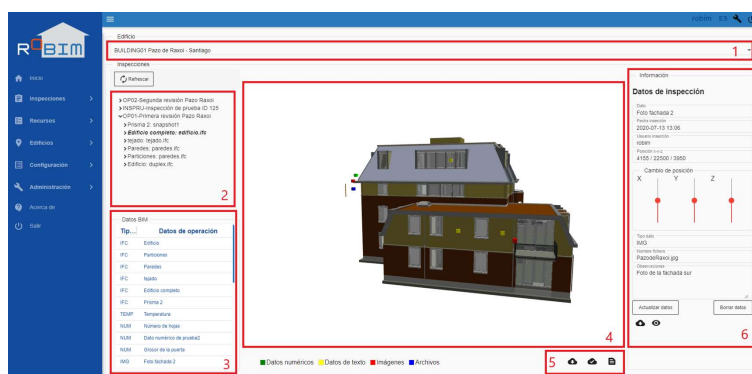 robim ES
ROBIM
Inicio
Inspecciones
Recursos
Edificios
Configuración
Administración
Acerca de
Salir
Edificio
BUILDING01 Pazo de Raxoi - Santiago
1
Inspecciones
Refrescar
OP02-Segunda revisión Pazo Raxoi
INSPRU-Inspección de prueba ID 125
OP01-Primera revisión Pazo Raxoi
Prisma 2: snapshot1
Edificio completo: edificio.ifc
tejado: tejado.ifc
Paredes: paredes.ifc
Particiones: paredes.ifc
Edificio: duplex.ifc
2
Datos BIM
Tip... Datos de operación
IFC Edificio
IFC Particiones
IFC Paredes
IFC tejado
IFC Edificio completo
IFC Prisma 2
TEMP Temperatura
NUM Número de hojas
NUM Dato numérico de prueba2
NUM Grosor de la puerta
IMG Foto fachada 2
3
4
Datos numéricos Datos de texto Imágenes Archivos
5
Información
Datos de inspección
Dato
Foto fachada 2
Fecha inserción
2020-07-13 13:06
Usuario inserción
robim
Posición x-y-z
4155 / 22500 / 3950
Cambio de posición
X Y Z
Tipo dato
IMG
Nombre fichero
PazodeRaxoi.jpg
Observaciones
Foto de la fachada sur
Actualizar datos Borrar datos
6